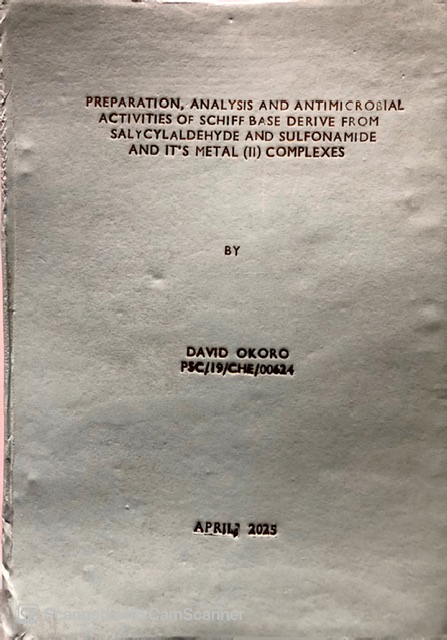 PREPARATION, ANALYSIS AND ANTIMICROBIAL
ACTIVITIES OF SCHIFF BASE DERIVE FROM
SALYCYLALDEHYDE AND SULFONAMIDE
AND IT'S METAL (II) COMPLEXES
BY
DAVID OKORO
PSC/19/CHE/00624
APRIL, 2025
CamScanner